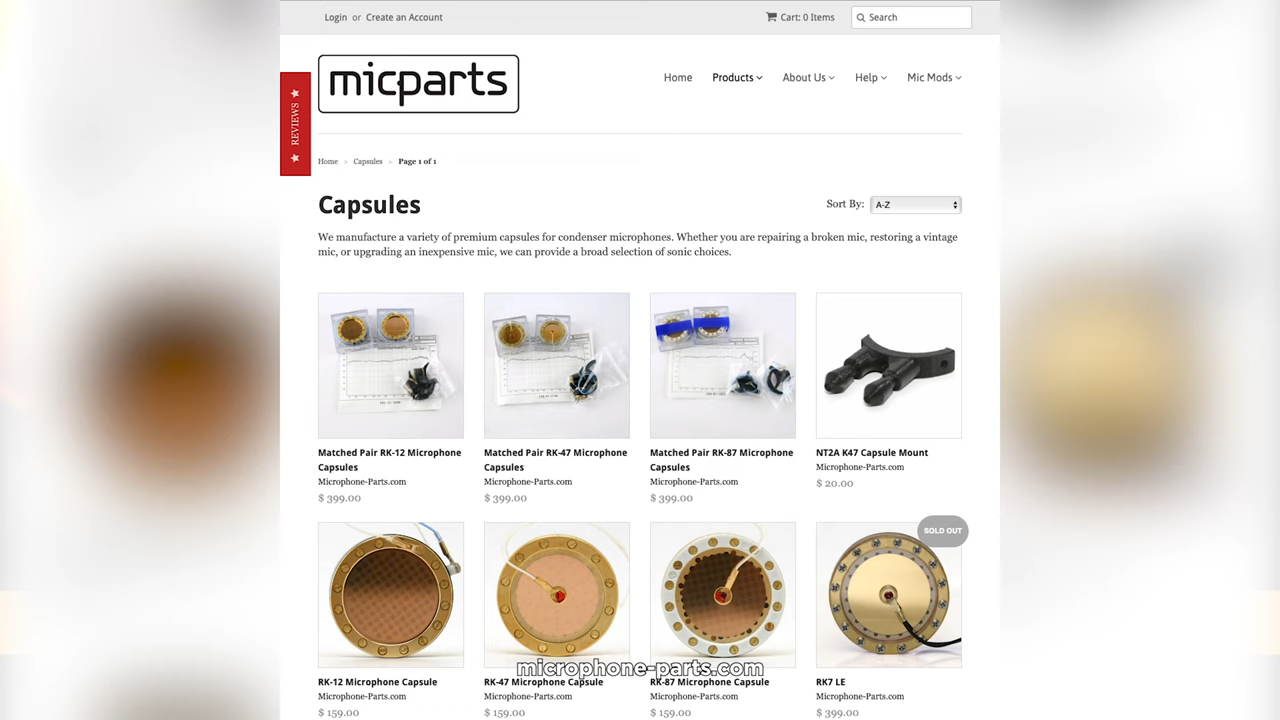 Login or Create an Account
Cart: 0 Items
Search
micparts
Home
Products
About Us
Help
Mic Mods
REVIEWS
Home > Capsules > Page 1 of 1
Capsules
Sort By: A-Z
We manufacture a variety of premium capsules for condenser microphones. Whether you are repairing a broken mic, restoring a vintage
mic, or upgrading an inexpensive mic, we can provide a broad selection of sonic choices.
Matched Pair RK-12 Microphone
Capsules
Microphone-Parts.com
$ 399.00
Matched Pair RK-47 Microphone
Capsules
Microphone-Parts.com
$ 399.00
Matched Pair RK-87 Microphone
Capsules
Microphone-Parts.com
$ 399.00
NT2A K47 Capsule Mount
Microphone-Parts.com
$ 20.00
SOLD OUT
microphone-parts.com
RK-12 Microphone Capsule
Microphone-Parts.com
$ 159.00
RK-47 Microphone Capsule
Microphone-Parts.com
$ 159.00
RK-87 Microphone Capsule
Microphone-Parts.com
$ 159.00
RK7 LE
Microphone-Parts.com
$ 399.00